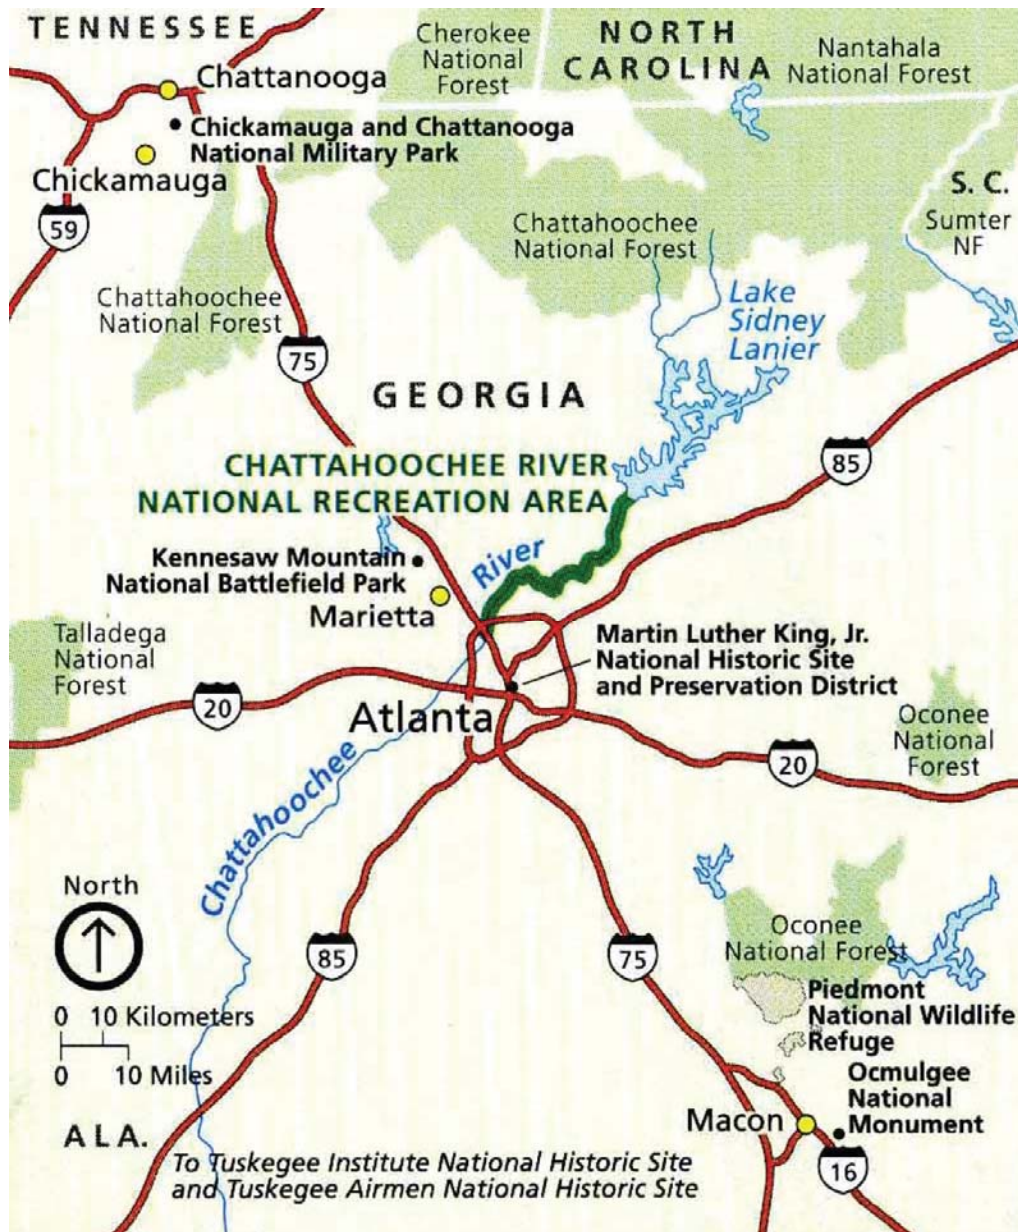 TENNESSEE
Cherokee
National
Forest
NORTH
CAROLINA
Nantahala
National Forest
Chattanooga
Chickamauga and Chattanooga
National Military Park
Chickamauga
59
S. C.
Sumter
NF
Chattahoochee
National Forest
Chattahoochee
National Forest
Lake
Sidney
Lanier
75
GEORGIA
85
CHATTAHOOCHEE RIVER
NATIONAL RECREATION AREA
Kennesaw Mountain
National Battlefield Park
River
Marietta
Talladega
National
Forest
Martin Luther King, Jr.
National Historic Site
and Preservation District
20
Atlanta
Oconee
National
Forest
20
Chattahoochee
North
85
75
Oconee
National Forest
0 10 Kilometers
0 10 Miles
Piedmont
National Wildlife
Refuge
Ocmulgee
National
Monument
Macon
16
ALA.
To Tuskegee Institute National Historic Site
and Tuskegee Airmen National Historic Site